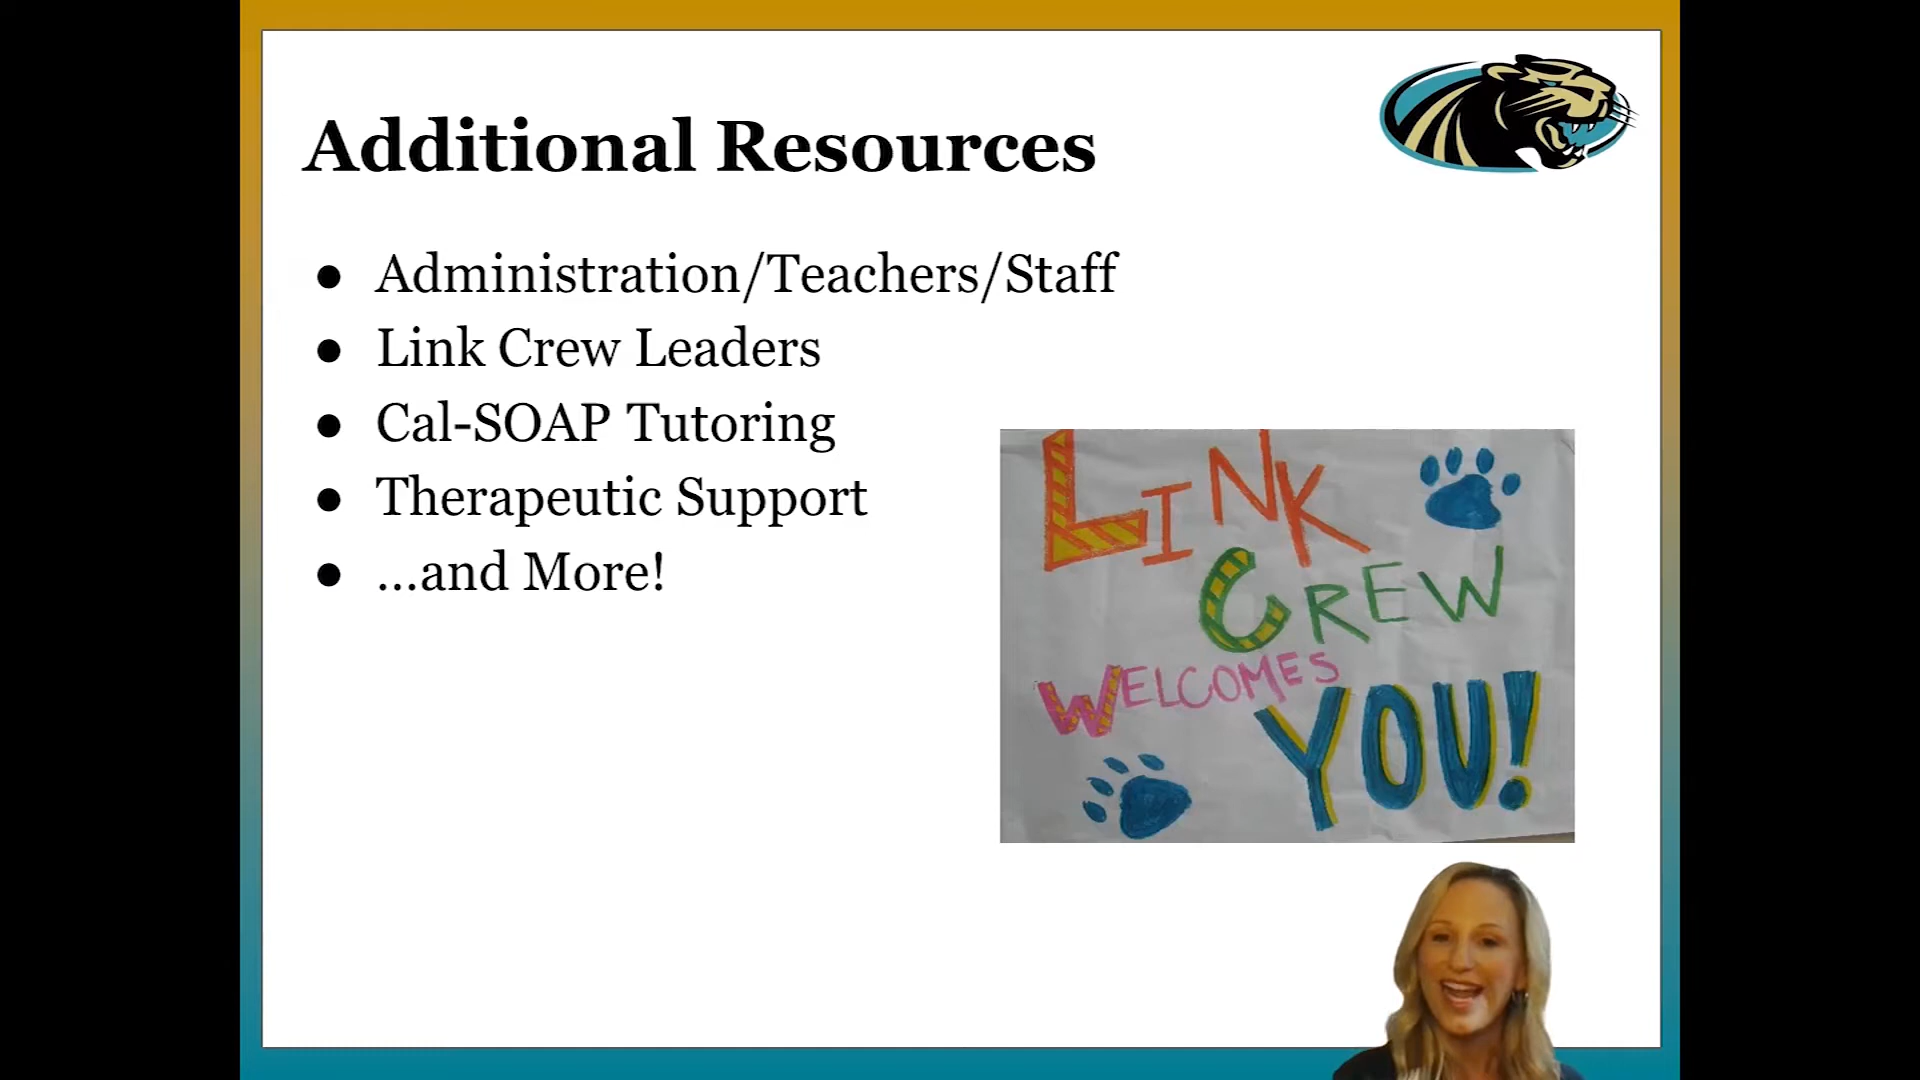 Additional Resources
Administration/Teachers/Staff
Link Crew Leaders
Cal-SOAP Tutoring
Therapeutic Support
...and More!
LINK
CREW
WELCOMES
YOU!